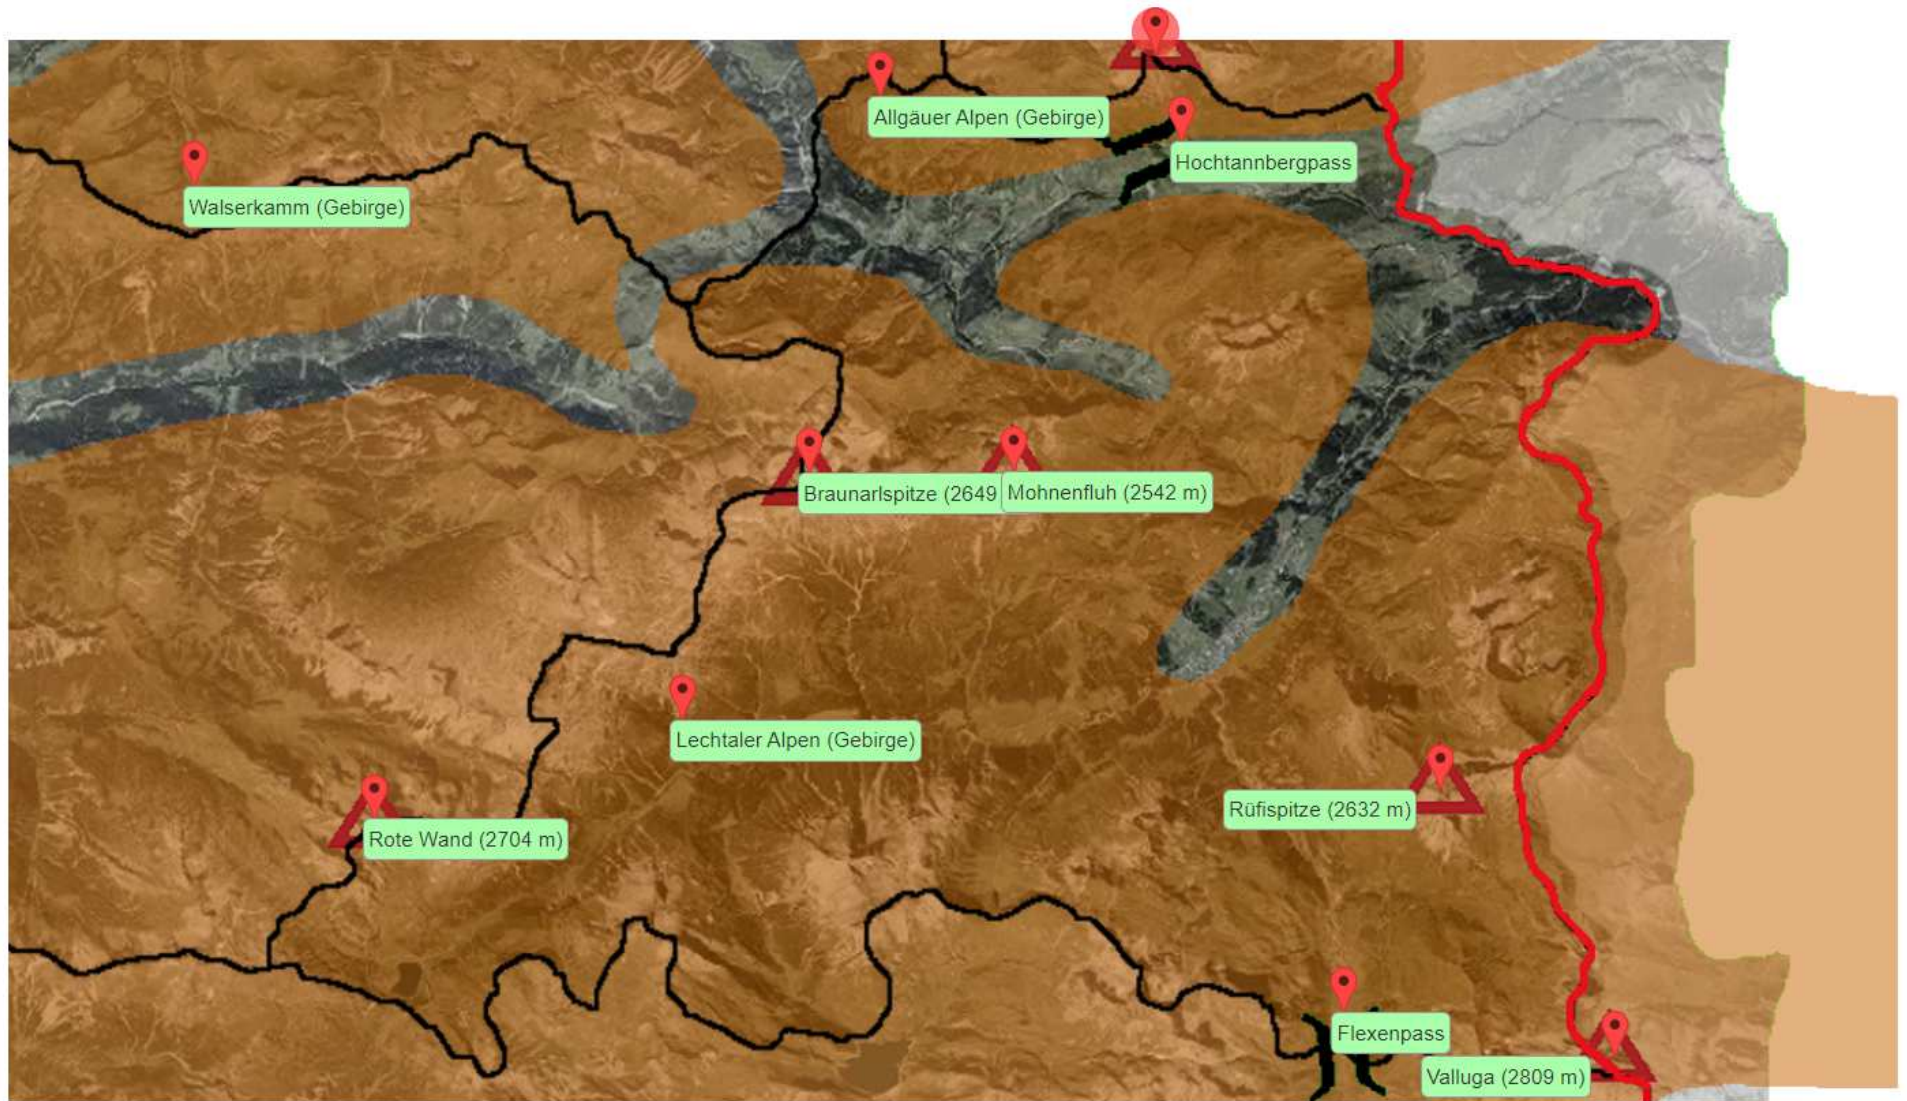 Allgäuer Alpen (Gebirge)
Hochtannbergpass
Walserkamm (Gebirge)
Braunarlspitze (2649
Mohnenfluh (2542 m)
Lechtaler Alpen (Gebirge)
Rüfispitze (2632 m)
Rote Wand (2704 m)
Flexenpass
Valluga (2809 m)